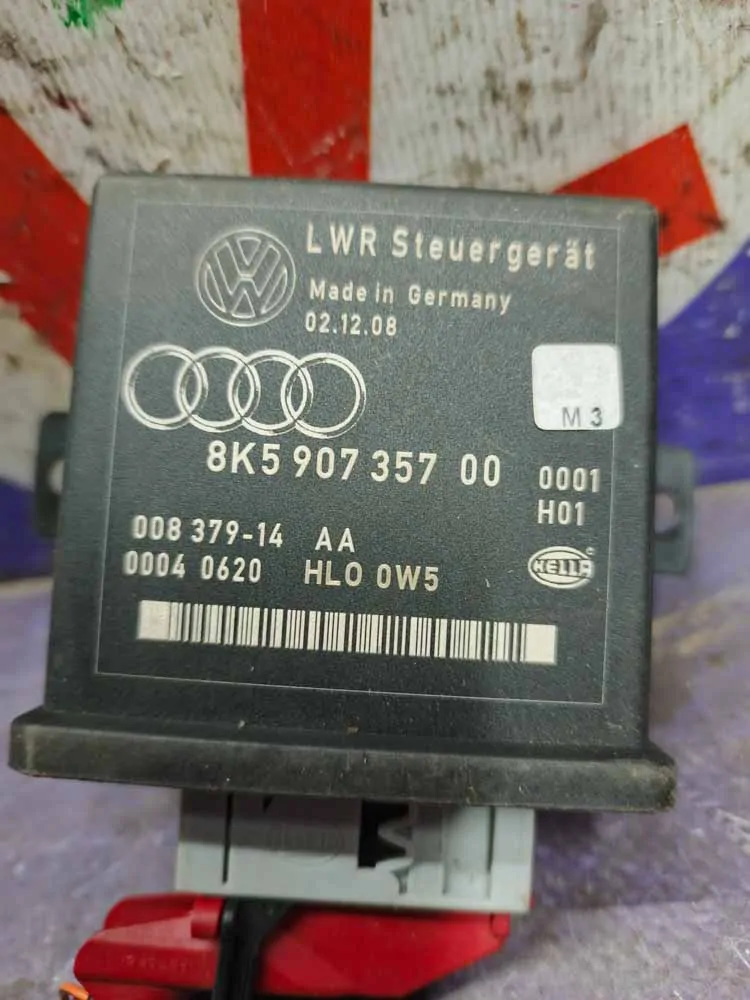 LWR Steuergerät
Made in Germany
02.12.08
M 3
8K5 907 357 00 0001
H01
008 379-14 AA
0004 0620 HLO 0W5
HELLA